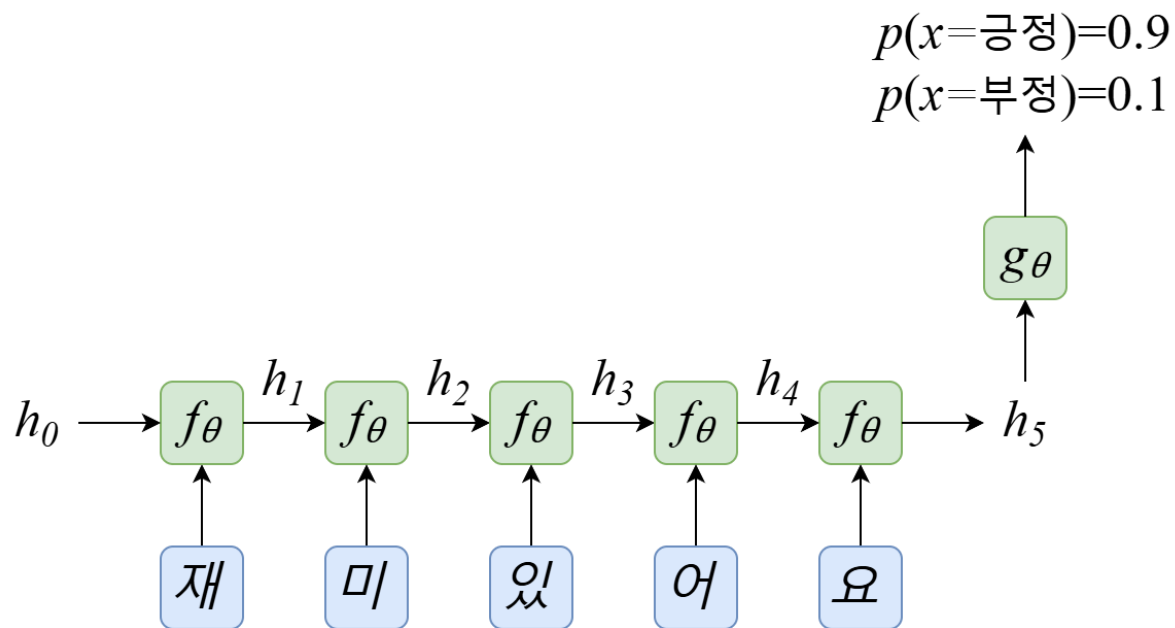 p(x=긍정)=0.9
p(x=부정)=0.1
gθ
h1 h2 h3 h4
h0 fθ fθ fθ fθ fθ h5
재 미 있 어 요